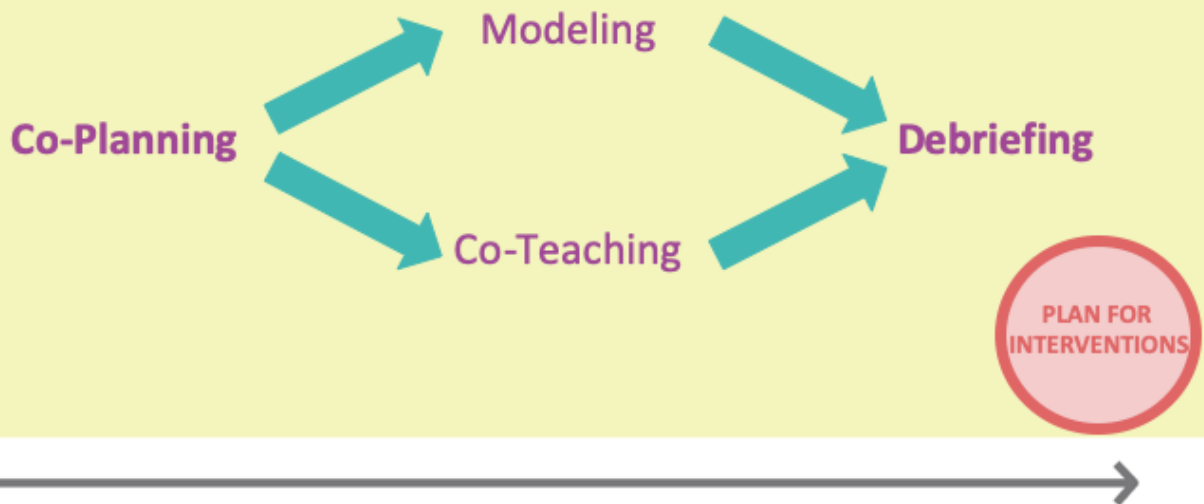 Modeling
Co-Planning
Debriefing
Co-Teaching
PLAN FOR
INTERVENTIONS